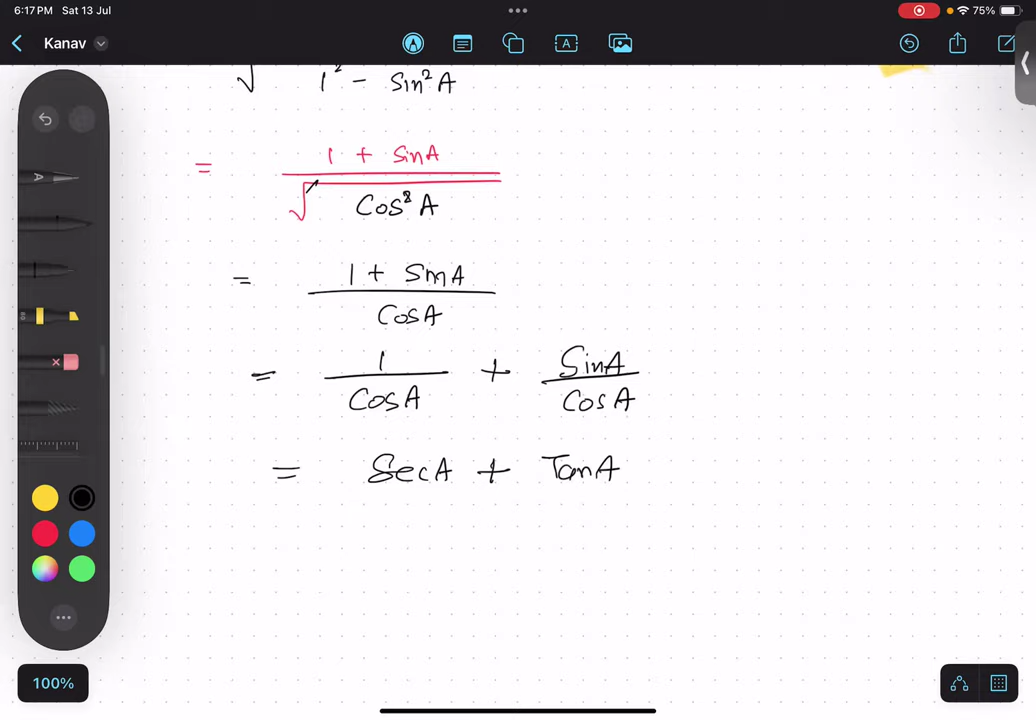 6:17 PM Sat 13 Jul 75%
Kanav
A
√ 1² - sin²A
= 1 + sinA
√ Cos²A
= 1 + SinA
CosA
= 1 + SinA
CosA CosA
= SecA + TanA
100%